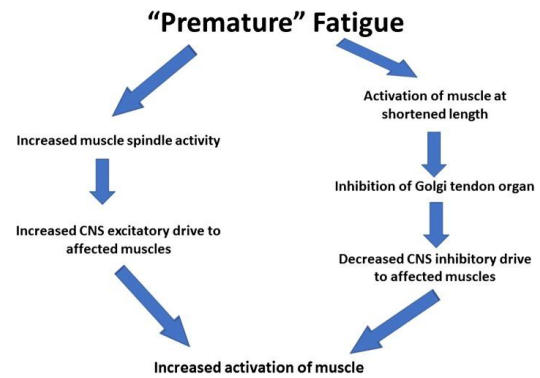 “Premature” Fatigue
Activation of muscle at
shortened length
Increased muscle spindle activity
Inhibition of Golgi tendon organ
Increased CNS excitatory drive to
affected muscles
Decreased CNS inhibitory drive
to affected muscles
Increased activation of muscle